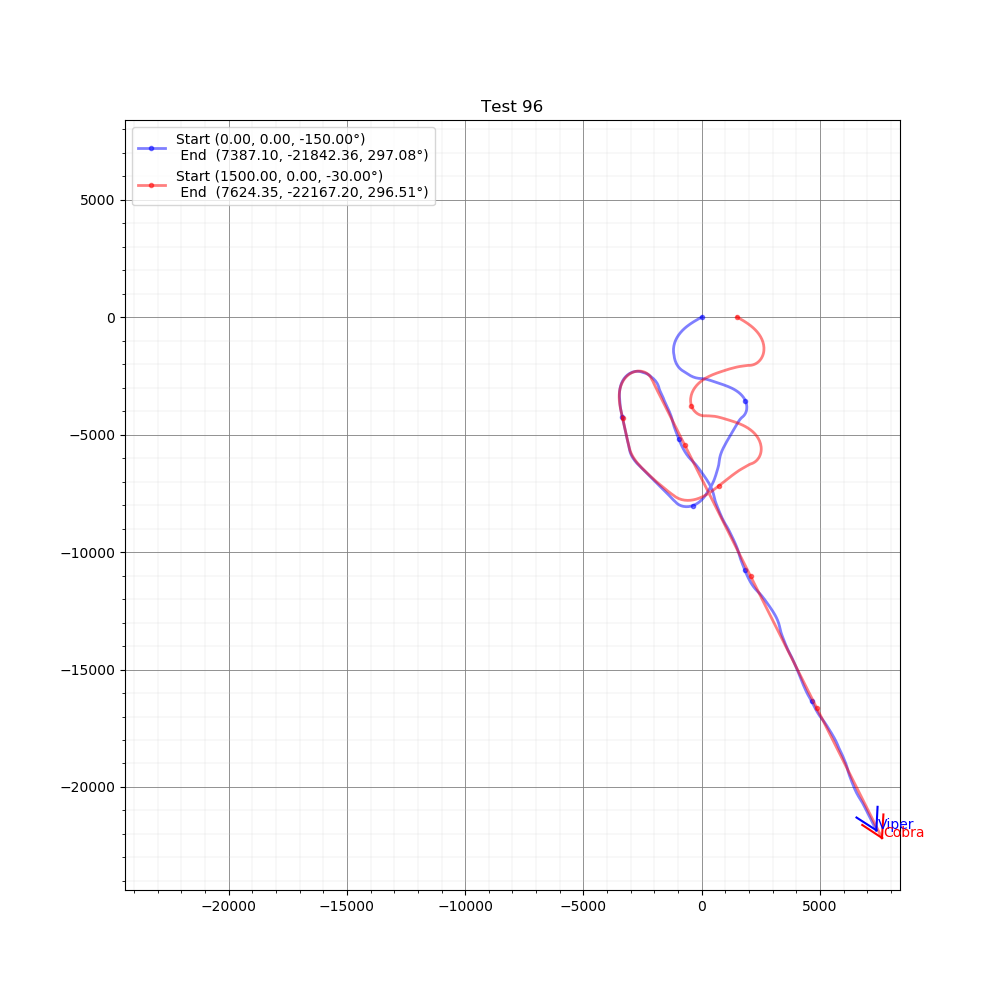 Test 96
Start (0.00, 0.00, -150.00°)
End (7387.10, -21842.36, 297.08°)
Start (1500.00, 0.00, -30.00°)
End (7624.35, -22167.20, 296.51°)
5000
0
−5000
−10000
−15000
−20000
Viper
Cobra
−20000 −15000 −10000 −5000 0 5000